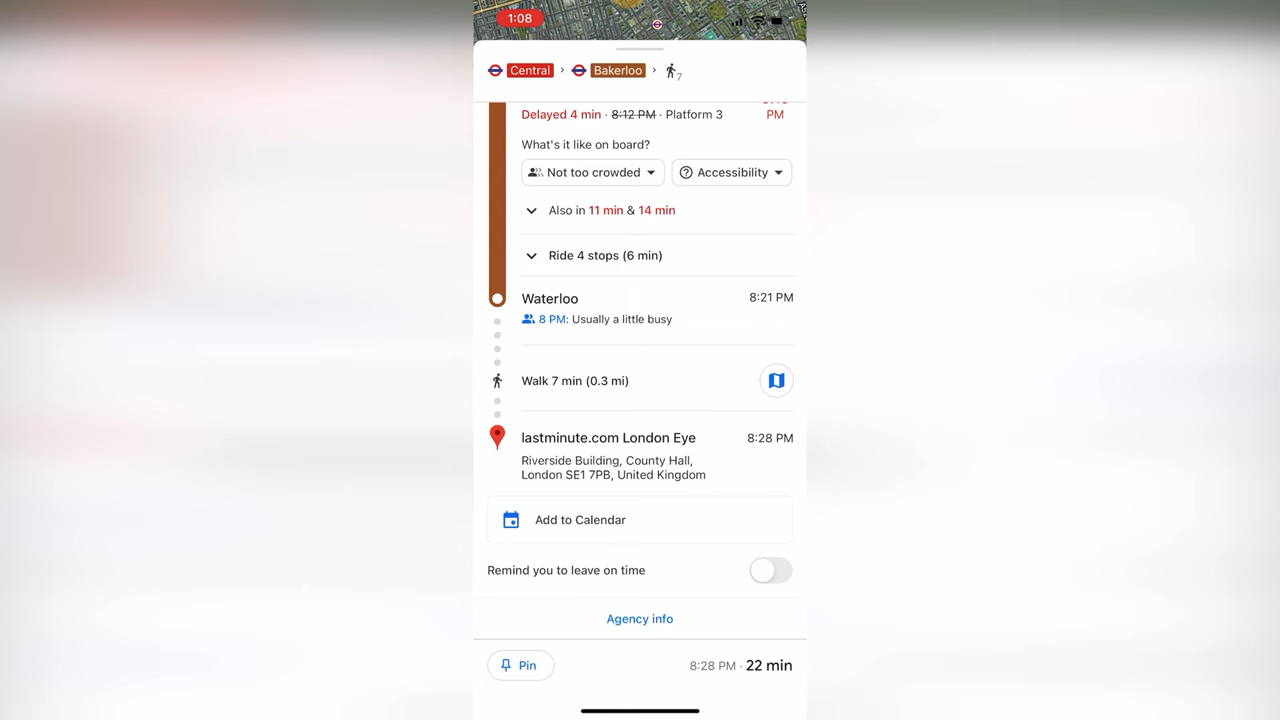 1:08
Central › Bakerloo › 7
Delayed 4 min · 8:12 PM · Platform 3
PM
What's it like on board?
Not too crowded
Accessibility
Also in 11 min & 14 min
Ride 4 stops (6 min)
Waterloo 8:21 PM
8 PM: Usually a little busy
Walk 7 min (0.3 mi)
lastminute.com London Eye 8:28 PM
Riverside Building, County Hall,
London SE1 7PB, United Kingdom
Add to Calendar
Remind you to leave on time
Agency info
Pin 8:28 PM · 22 min